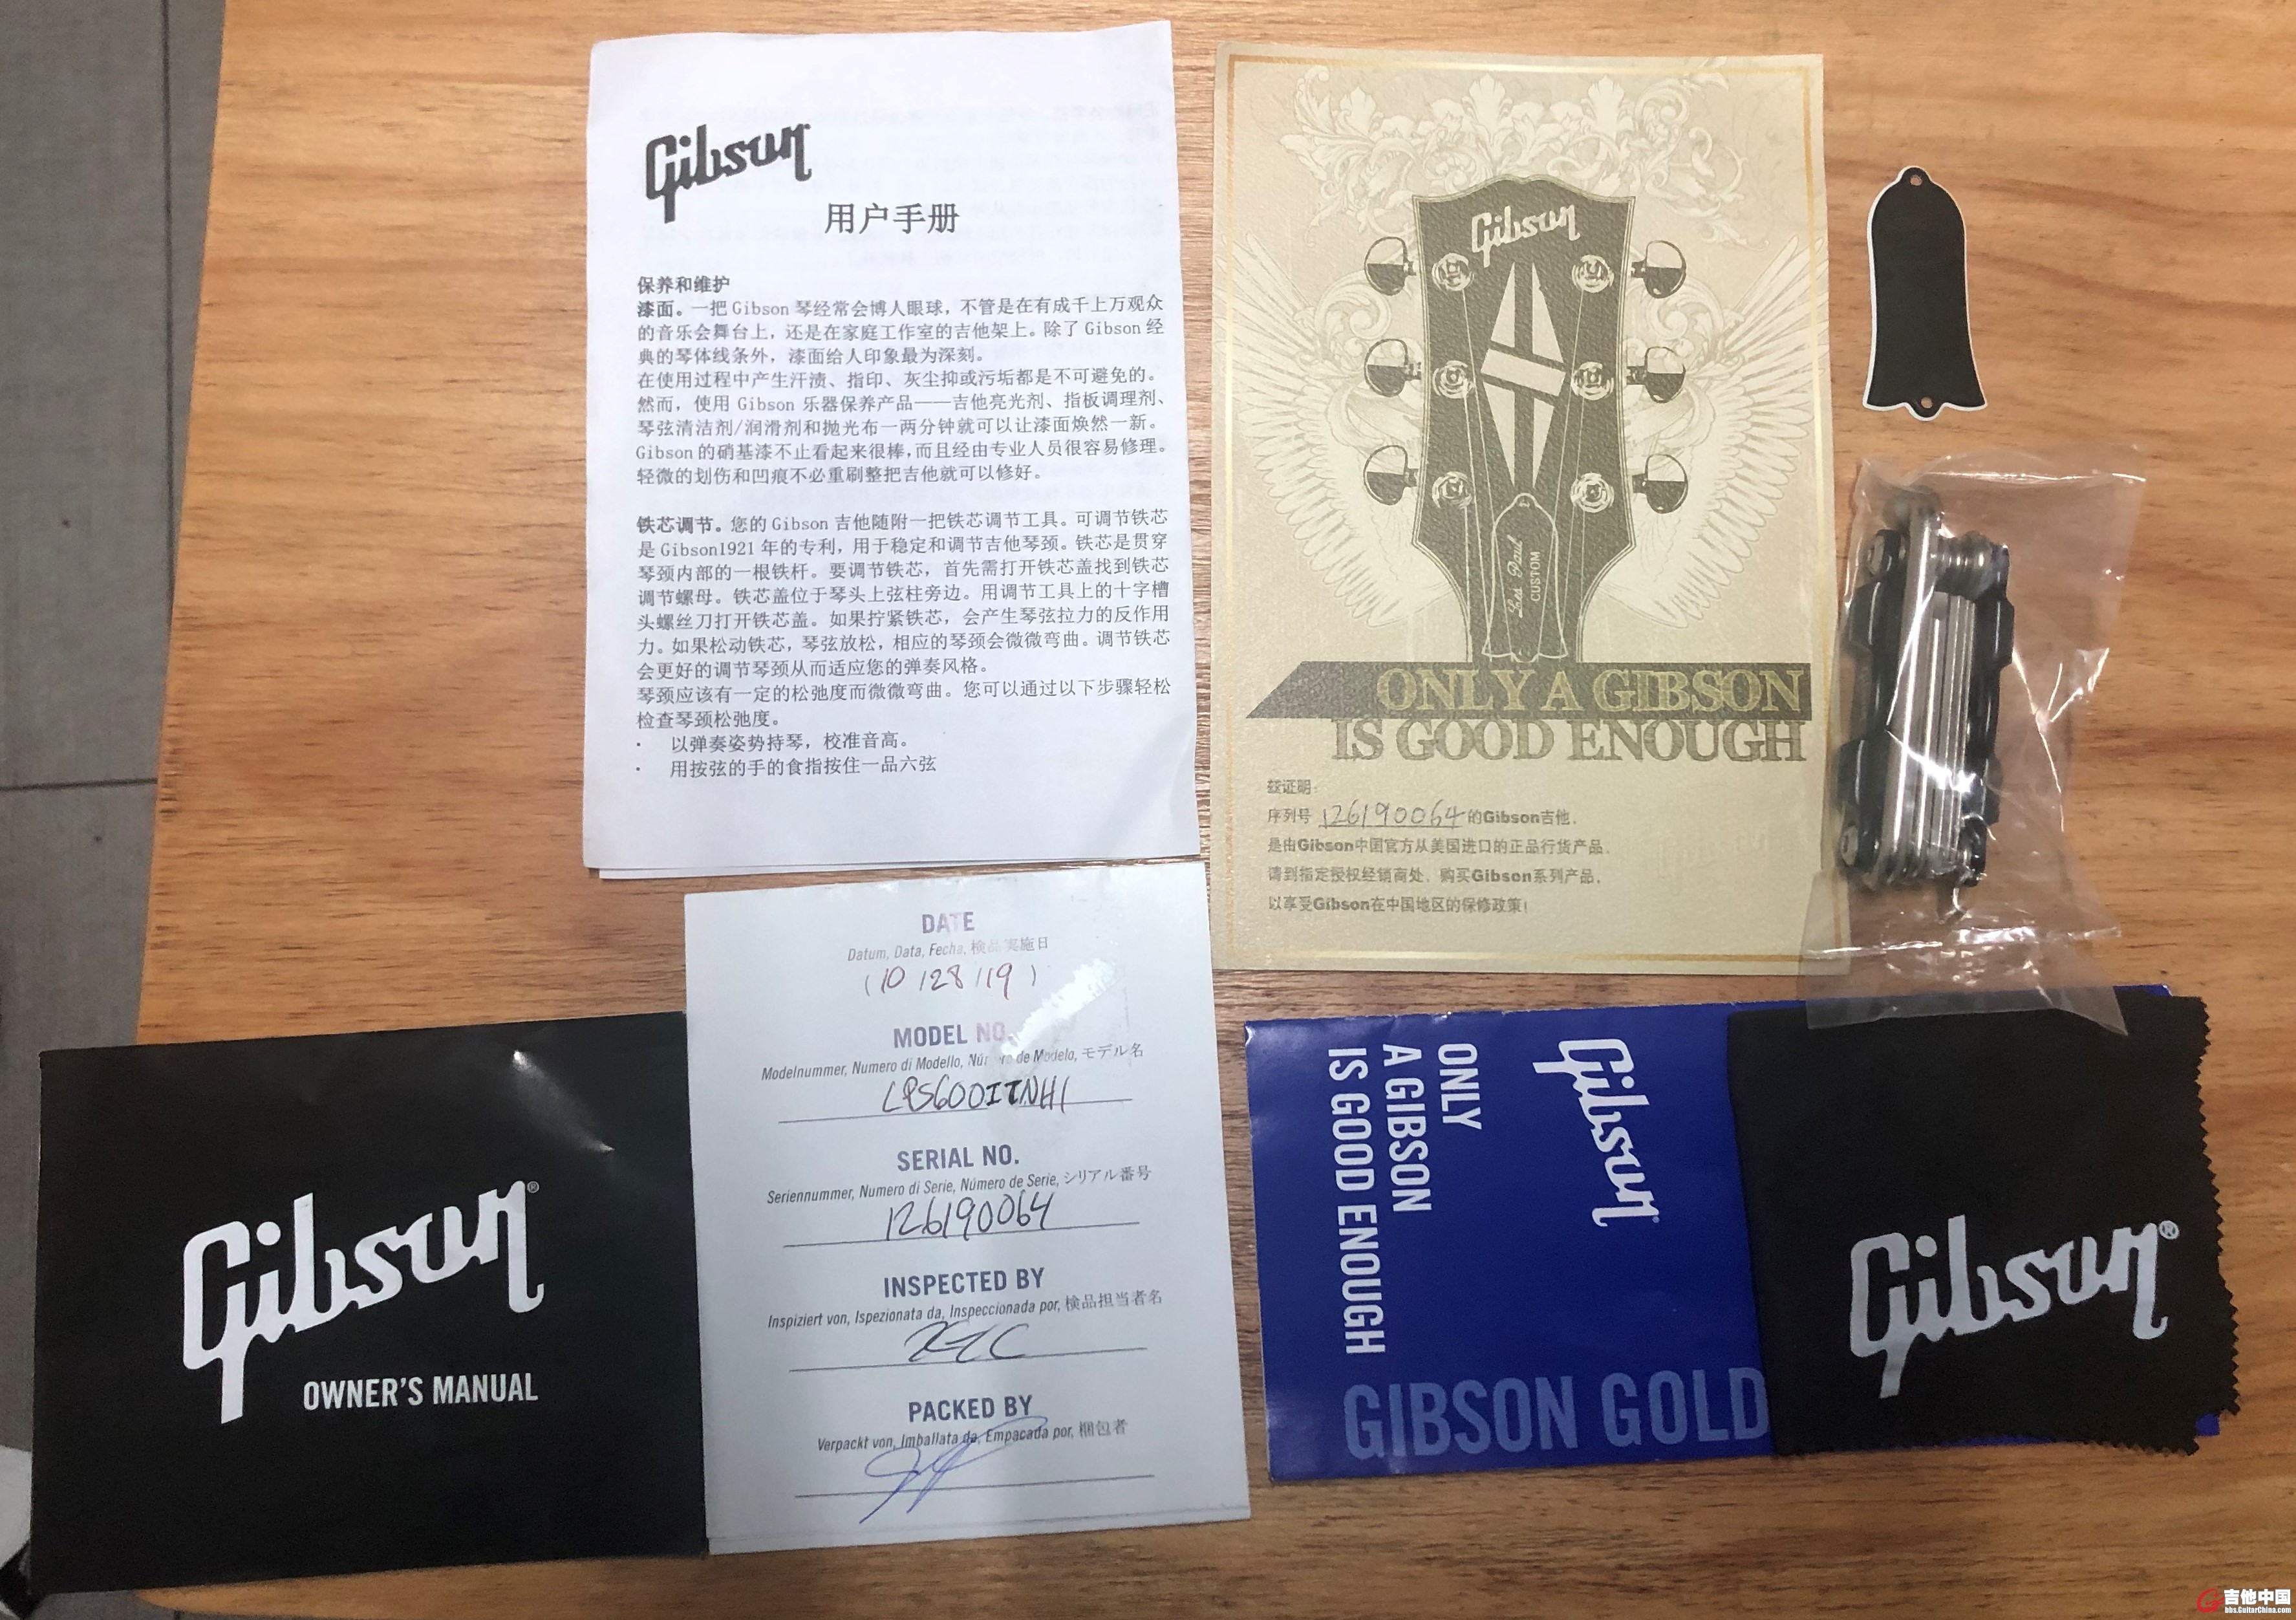 Gibson
用户手册
保养和维护
漆面。一把Gibson 琴经常会博人眼球，不管是在有成千上万观众
的音乐会舞台上，还是在家庭工作室的吉他架上。除了Gibson 经
典的琴体线条外，漆面给人印象最为深刻。
在使用过程中产生汗渍、指印、灰尘抑或污垢都是不可避免的。
然而，使用 Gibson 乐器保养产品——吉他亮光剂、指板调理剂、
琴弦清洁剂/润滑剂和抛光布一两分钟就可以让漆面焕然一新。
Gibson 的硝基漆不止看起来很棒，而且经由专业人员很容易修理。
轻微的划伤和凹痕不必重刷整把吉他就可以修好。
铁芯调节。您的Gibson 吉他随附一把铁芯调节工具。可调节铁芯
是 Gibson1921 年的专利，用于稳定和调节吉他琴颈。铁芯是贯穿
琴颈内部的一根铁杆。要调节铁芯，首先需打开铁芯盖找到铁芯
调节螺母。铁芯盖位于琴头上弦柱旁边。用调节工具上的十字槽
头螺丝刀打开铁芯盖。如果拧紧铁芯，会产生琴弦拉力的反作用
力。如果松动铁芯，琴弦放松，相应的琴颈会微微弯曲。调节铁芯
会更好的调节琴颈从而适应您的弹奏风格。
琴颈应该有一定的松弛度而微微弯曲。您可以通过以下步骤轻松
检查琴颈松弛度。
· 以弹奏姿势持琴，校准音高。
· 用按弦的手的食指按住一品六弦
Gibson
Les Paul
CUSTOM
ONLY A GIBSON
IS GOOD ENOUGH
兹证明:
序列号 126190064 的Gibson吉他，
是由Gibson中国官方从美国进口的正品行货产品，
请到指定授权经销商处，购买Gibson系列产品，
以享受Gibson在中国地区的保修政策!
Gibson®
OWNER'S MANUAL
DATE
Datum, Data, Fecha, 検品実施日
(10 /28 /19 )
MODEL NO.
Modelnummer, Numero di Modello, Número de Modelo, モデル名
LPS600ITNH1
SERIAL NO.
Seriennummer, Numero di Serie, Número de Serie, シリアル番号
126190064
INSPECTED BY
Inspiziert von, Ispezionata da, Inspeccionada por, 検品担当者名
PACKED BY
Verpackt von, Imballata da, Empacada por, 梱包者
Gibson
ONLY
A GIBSON
IS GOOD ENOUGH
GIBSON GOLD
Gibson®
吉他中国
bbs.GuitarChina.com